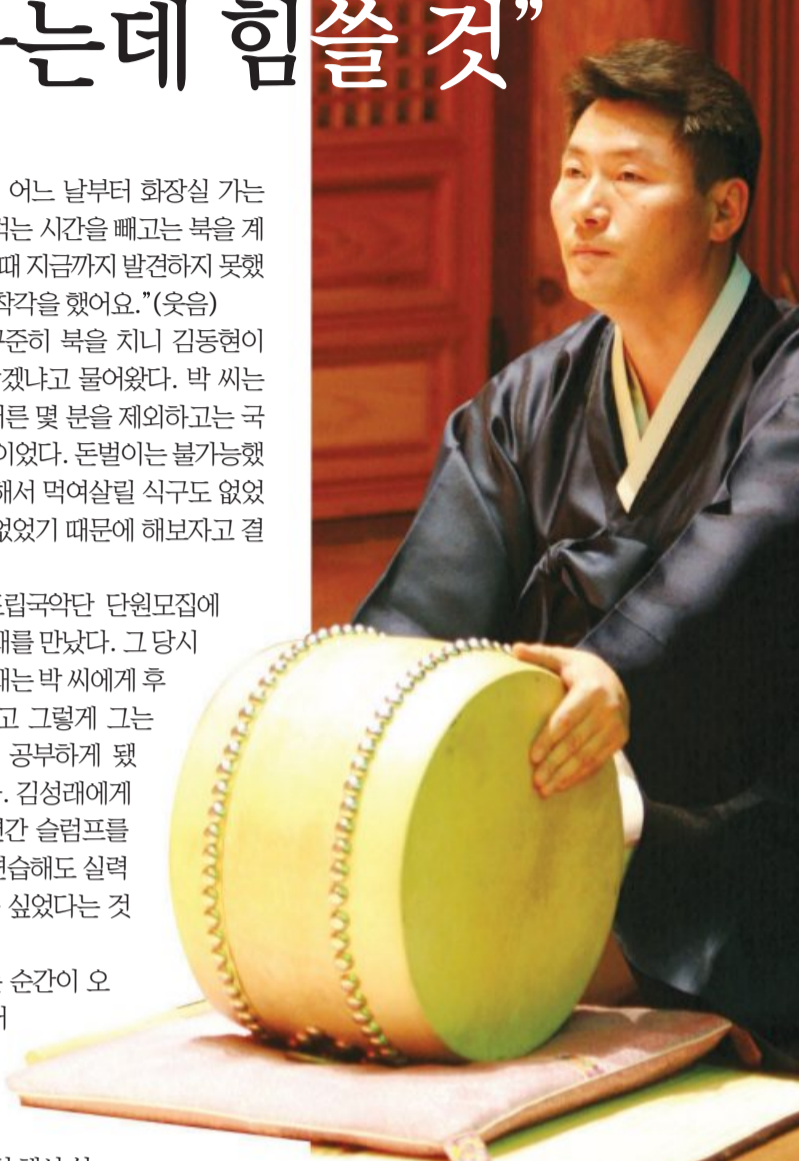 는데 힘쓸 것”
어느 날부터 화장실 가는
먹는 시간을 빼고는 북을 계
때 지금까지 발견하지 못했
착각을 했어요.”(웃음)
준히 북을 치니 김동현이
겠냐고 물어왔다. 박 씨는
른 몇 분을 제외하고는 국
이었다. 돈벌이는 불가능했
해서 먹여살릴 식구도 없었
없었기 때문에 해보자고 결
도립국악단 단원모집에
래를 만났다. 그 당시
래는 박 씨에게 후
고 그렇게 그는
공부하게 됐
. 김성래에게
년간 슬럼프를
연습해도 실력
싶었다는 것
순간이 오